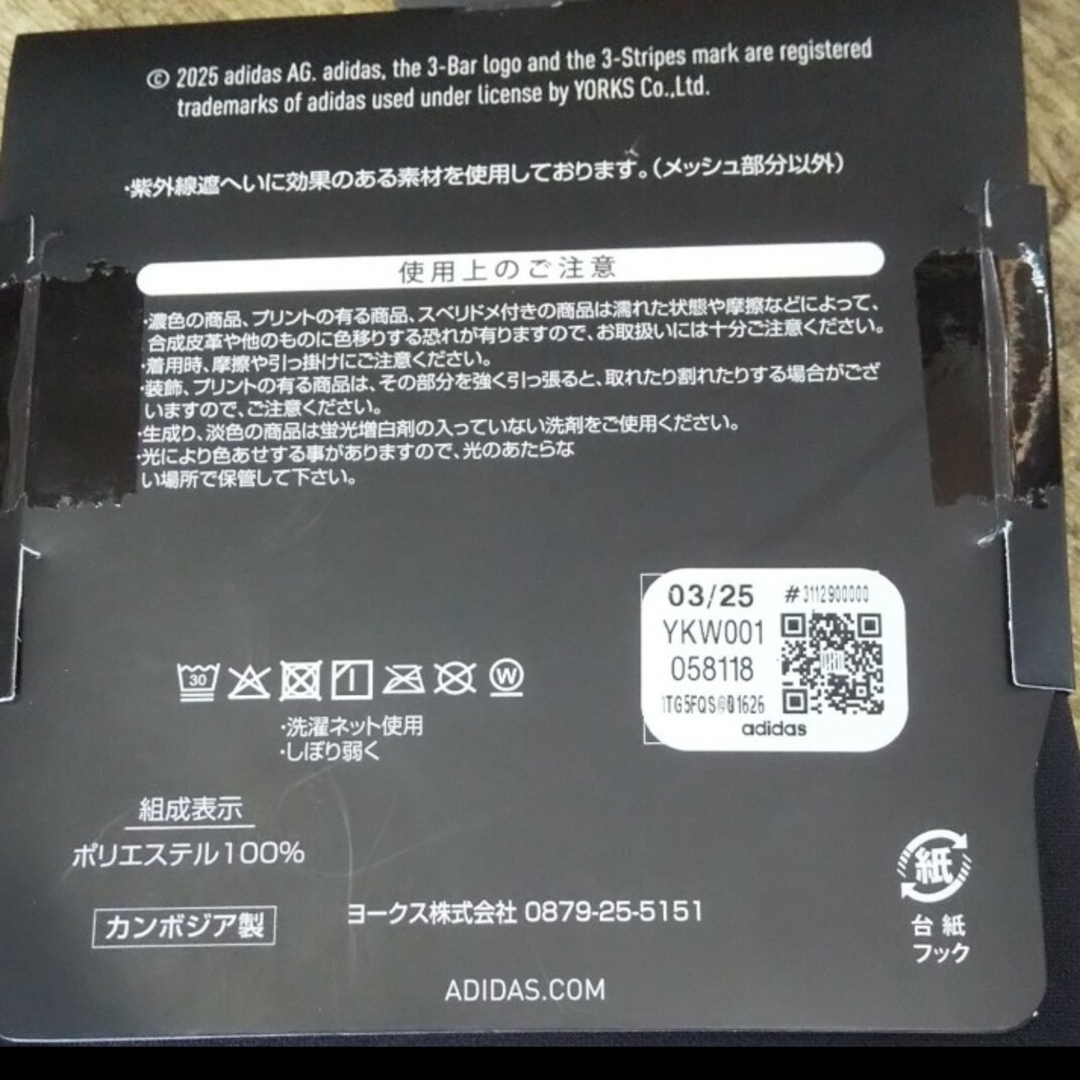 © 2025 adidas AG. adidas, the 3-Bar logo and the 3-Stripes mark are registered
trademarks of adidas used under license by YORKS Co.,Ltd.
・紫外線遮へいに効果のある素材を使用しております。(メッシュ部分以外)
使用上のご注意
・濃色の商品、プリントの有る商品、スベリドメ付きの商品は濡れた状態や摩擦などによって、
合成皮革や他のものに色移りする恐れが有りますので、お取扱いには十分ご注意ください。
・着用時、摩擦や引っ掛けにご注意ください。
・装飾、プリントの有る商品は、その部分を強く引っ張ると、取れたり割れたりする場合がござ
いますので、ご注意ください。
・生成り、淡色の商品は蛍光増白剤の入っていない洗剤をご使用ください。
・光により色あせする事がありますので、光のあたらな
い場所で保管して下さい。
03/25 #3112900000
YKW001
058118
adidas
30 W
・洗濯ネット使用
・しぼり弱く
組成表示
ポリエステル100%
カンボジア製
ヨークス株式会社 0879-25-5151
紙
台紙
フック
ADIDAS.COM